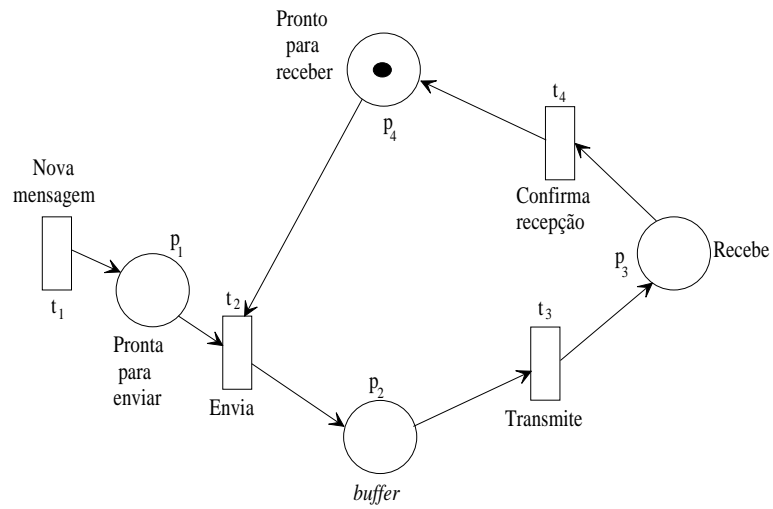 Pronto
para
receber
p4
t4
Confirma
recepção
Nova
mensagem
t1
p1
Pronta
para
enviar
t2
Envia
p2
buffer
t3
Transmite
p3
Recebe